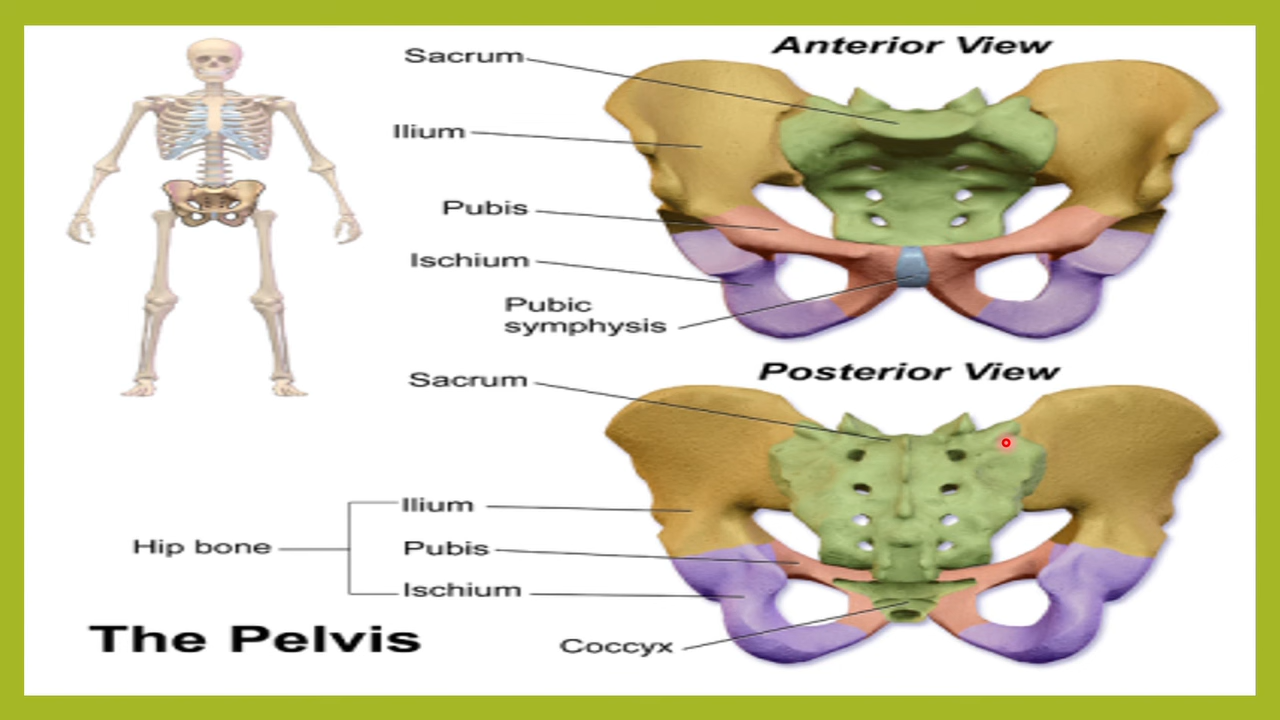 Anterior View
Sacrum
Ilium
Pubis
Ischium
Pubic
symphysis
Posterior View
Sacrum
Ilium
Hip bone
Pubis
Ischium
The Pelvis
Coccyx